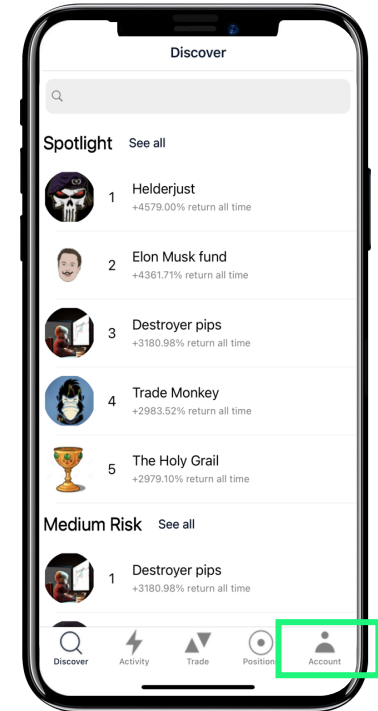 Discover
Spotlight See all
1 Helderjust
+4579.00% return all time
2 Elon Musk fund
+4361.71% return all time
3 Destroyer pips
+3180.98% return all time
4 Trade Monkey
+2983.52% return all time
5 The Holy Grail
+2979.10% return all time
Medium Risk See all
1 Destroyer pips
+3180.98% return all time
Discover Activity Trade Position Account